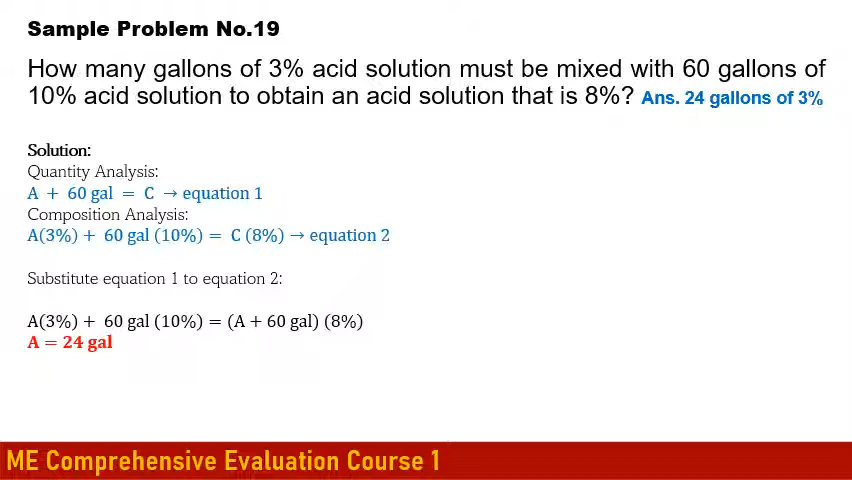 Sample Problem No.19
How many gallons of 3% acid solution must be mixed with 60 gallons of
10% acid solution to obtain an acid solution that is 8%? Ans. 24 gallons of 3%
Solution:
Quantity Analysis:
A + 60 gal = C → equation 1
Composition Analysis:
A(3%) + 60 gal (10%) = C (8%) → equation 2
Substitute equation 1 to equation 2:
A(3%) + 60 gal (10%) = (A + 60 gal) (8%)
A = 24 gal
ME Comprehensive Evaluation Course 1